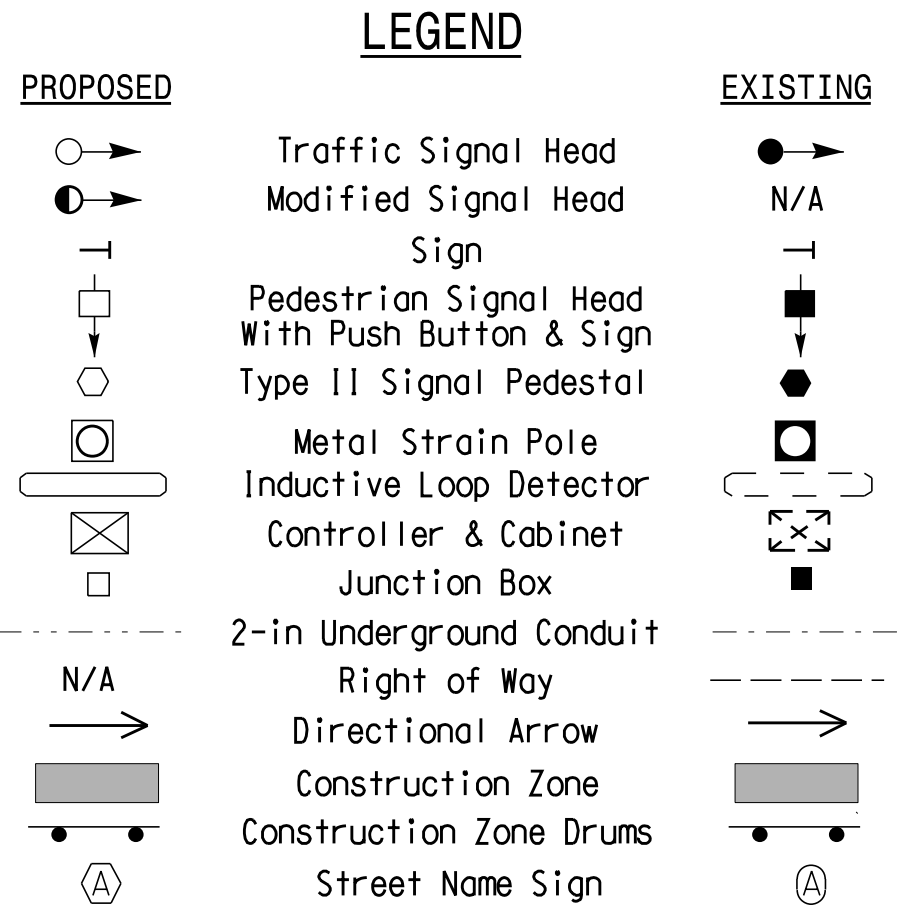 LEGEND
PROPOSED EXISTING
Traffic Signal Head
Modified Signal Head N/A
Sign
Pedestrian Signal Head
With Push Button & Sign
Type II Signal Pedestal
Metal Strain Pole
Inductive Loop Detector
Controller & Cabinet
Junction Box
2-in Underground Conduit
N/A Right of Way
Directional Arrow
Construction Zone
Construction Zone Drums
A Street Name Sign A